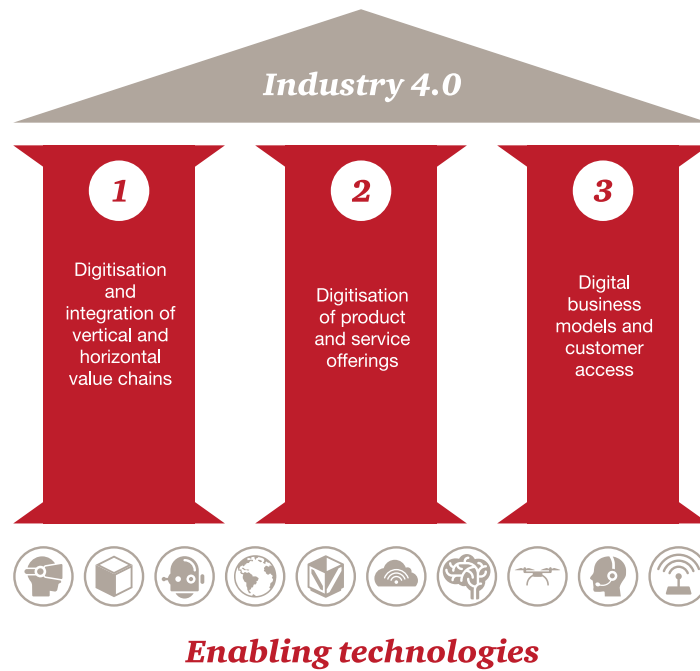 Industry 4.0
1
Digitisation
and
integration of
vertical and
horizontal
value chains
2
Digitisation
of product
and service
offerings
3
Digital
business
models and
customer
access
Enabling technologies